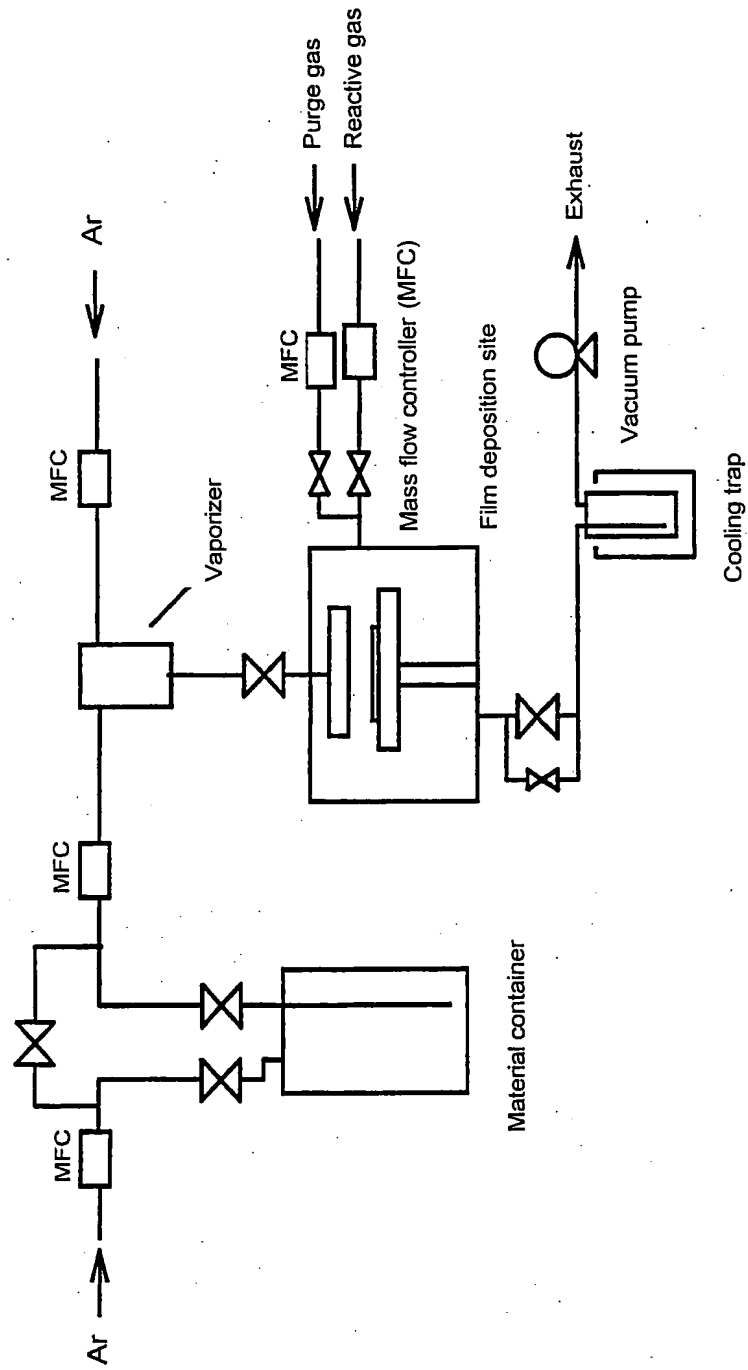 Ar
MFC
MFC
Vaporizer
MFC
Ar
Material container
MFC
Purge gas
Reactive gas
Mass flow controller (MFC)
Film deposition site
Vacuum pump
Exhaust
Cooling trap